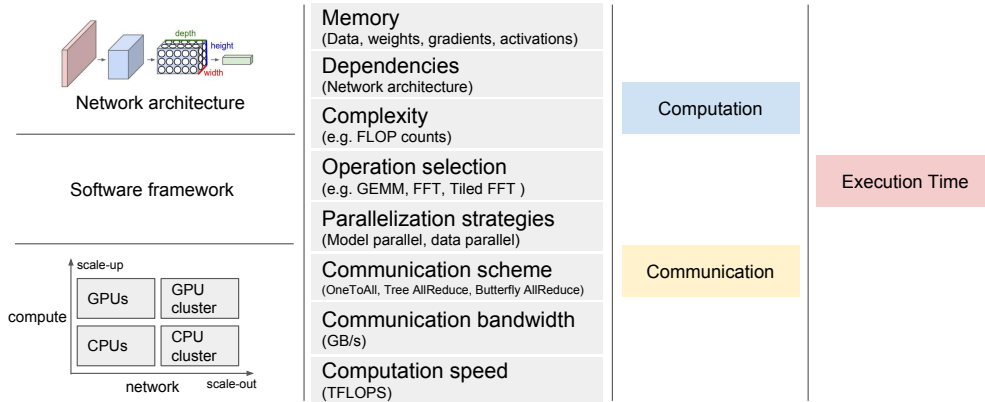 depth
height
width
Network architecture
Software framework
scale-up
compute
GPUs
GPU
cluster
CPUs
CPU
cluster
network
scale-out
Memory
(Data, weights, gradients, activations)
Dependencies
(Network architecture)
Complexity
(e.g. FLOP counts)
Operation selection
(e.g. GEMM, FFT, Tiled FFT )
Parallelization strategies
(Model parallel, data parallel)
Communication scheme
(OneToAll, Tree AllReduce, Butterfly AllReduce)
Communication bandwidth
(GB/s)
Computation speed
(TFLOPS)
Computation
Communication
Execution Time